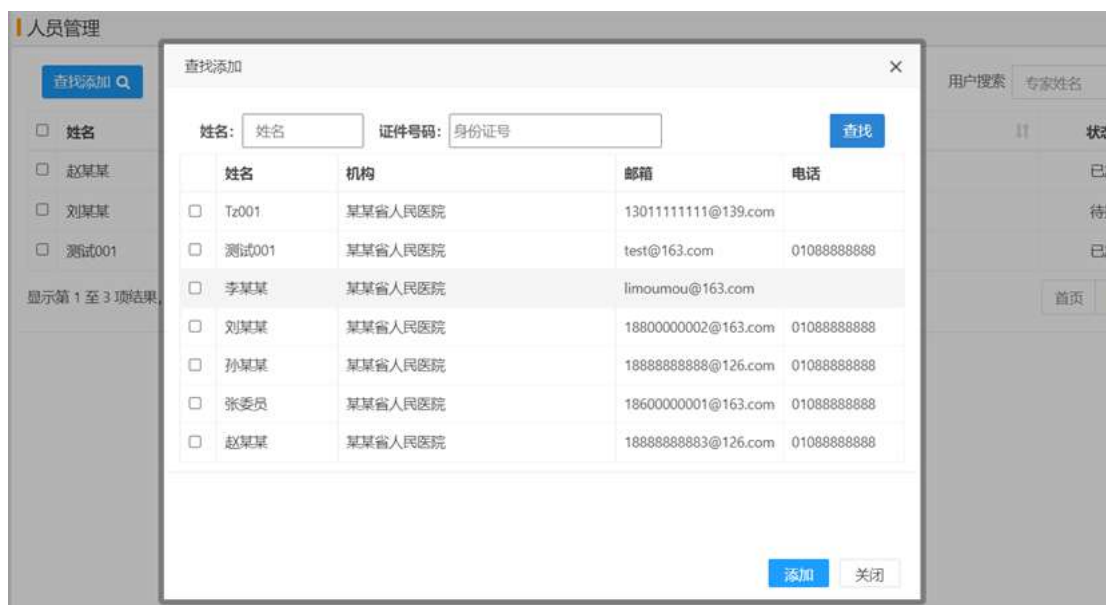 人员管理
查找添加
查找添加
用户搜索 专家姓名
姓名: 姓名 证件号码: 身份证号 查找
姓名
姓名 机构 邮箱 电话
赵某某
Tz001 某某省人民医院 13011111111@139.com
刘某某
测试001 某某省人民医院 test@163.com 01088888888
测试001
李某某 某某省人民医院 limoumou@163.com
显示第 1 至 3 项结果,
首页
刘某某 某某省人民医院 18800000002@163.com 01088888888
孙某某 某某省人民医院 18888888888@126.com 01088888888
张委员 某某省人民医院 18600000001@163.com 01088888888
赵某某 某某省人民医院 18888888883@126.com 01088888888
添加 关闭